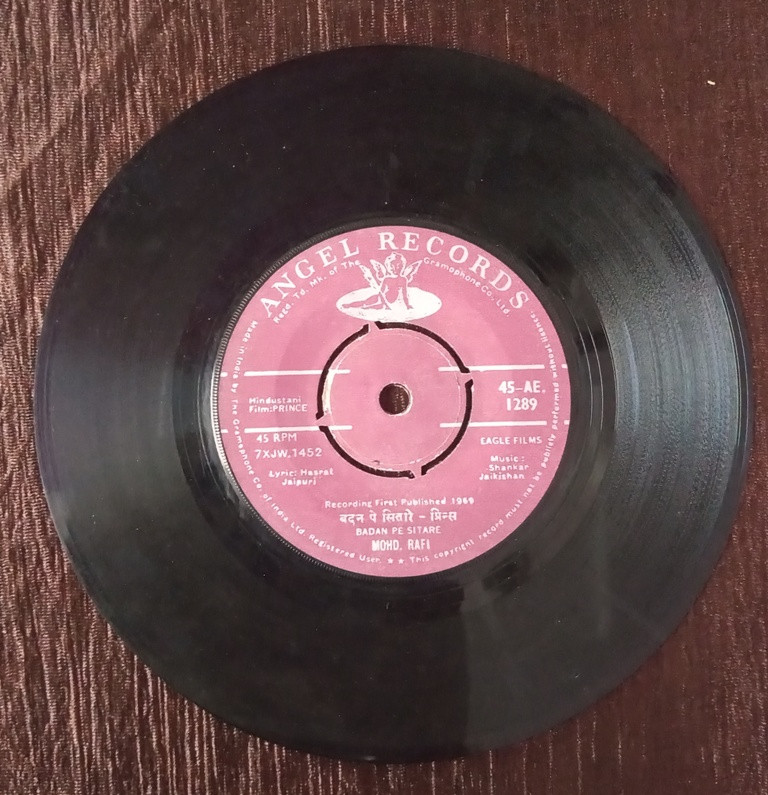 ANGEL RECORDS
Regd. Td. Mk. of The Gramophone Co. Ltd.
45-AE.
1289
Hindustani
Film:PRINCE
45 RPM
7XJW.1452
EAGLE FILMS
Lyric: Hasrat
Jaipuri
Music:
Shankar
Jaikishan
Recording First Published 1969
बदन पे सितारे - प्रिन्स
BADAN PE SITARE
MOHD. RAFI
Made in India by The Gramophone Co. of India Ltd. Registered User. ★★ This copyright record must not be publicly performed without licence.